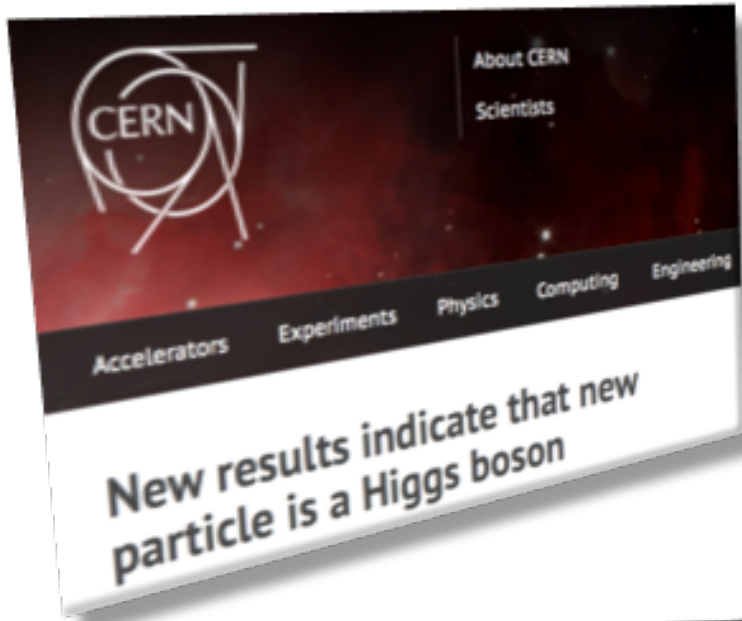 CERN
About CERN
Scientists
Accelerators Experiments Physics Computing Engineering
New results indicate that new
particle is a Higgs boson